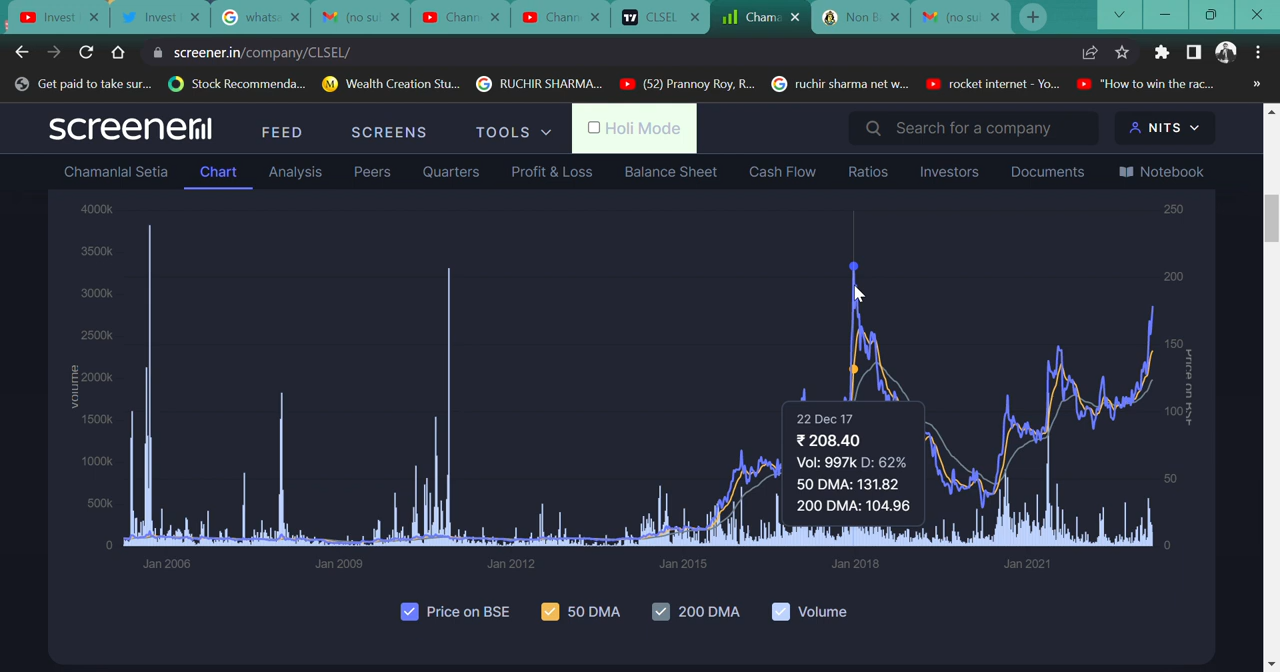 Invest
Invest
whatsa
(no sul
Chann
Chann
CLSEL
Chama
Non B
(no sul
screener.in/company/CLSEL/
Get paid to take sur...
Stock Recommenda...
Wealth Creation Stu...
RUCHIR SHARMA...
(52) Prannoy Roy, R...
ruchir sharma net w...
rocket internet - Yo...
"How to win the rac...
»
screener
FEED
SCREENS
TOOLS
Holi Mode
Search for a company
NITS
Chamanlal Setia
Chart
Analysis
Peers
Quarters
Profit & Loss
Balance Sheet
Cash Flow
Ratios
Investors
Documents
Notebook
4000k
3500k
3000k
2500k
2000k
1500k
1000k
500k
0
Volume
250
200
150
100
50
0
22 Dec 17
₹ 208.40
Vol: 997k D: 62%
50 DMA: 131.82
200 DMA: 104.96
Jan 2006
Jan 2009
Jan 2012
Jan 2015
Jan 2018
Jan 2021
Price on BSE
50 DMA
200 DMA
Volume